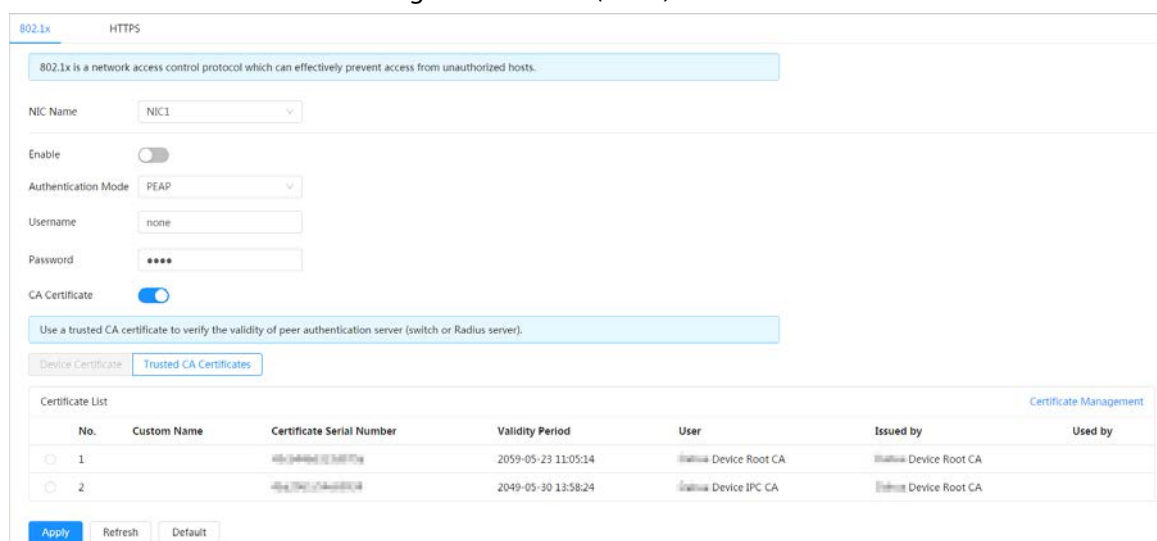 802.1x HTTPS
802.1x is a network access control protocol which can effectively prevent access from unauthorized hosts.
NIC Name NIC1
Enable
Authentication Mode PEAP
Username none
Password ••••
CA Certificate
Use a trusted CA certificate to verify the validity of peer authentication server (switch or Radius server).
Device Certificate Trusted CA Certificates
Certificate List Certificate Management
No. Custom Name Certificate Serial Number Validity Period User Issued by Used by
1 2059-05-23 11:05:14 Device Root CA Device Root CA
2 2049-05-30 13:58:24 Device IPC CA Device Root CA
Apply Refresh Default